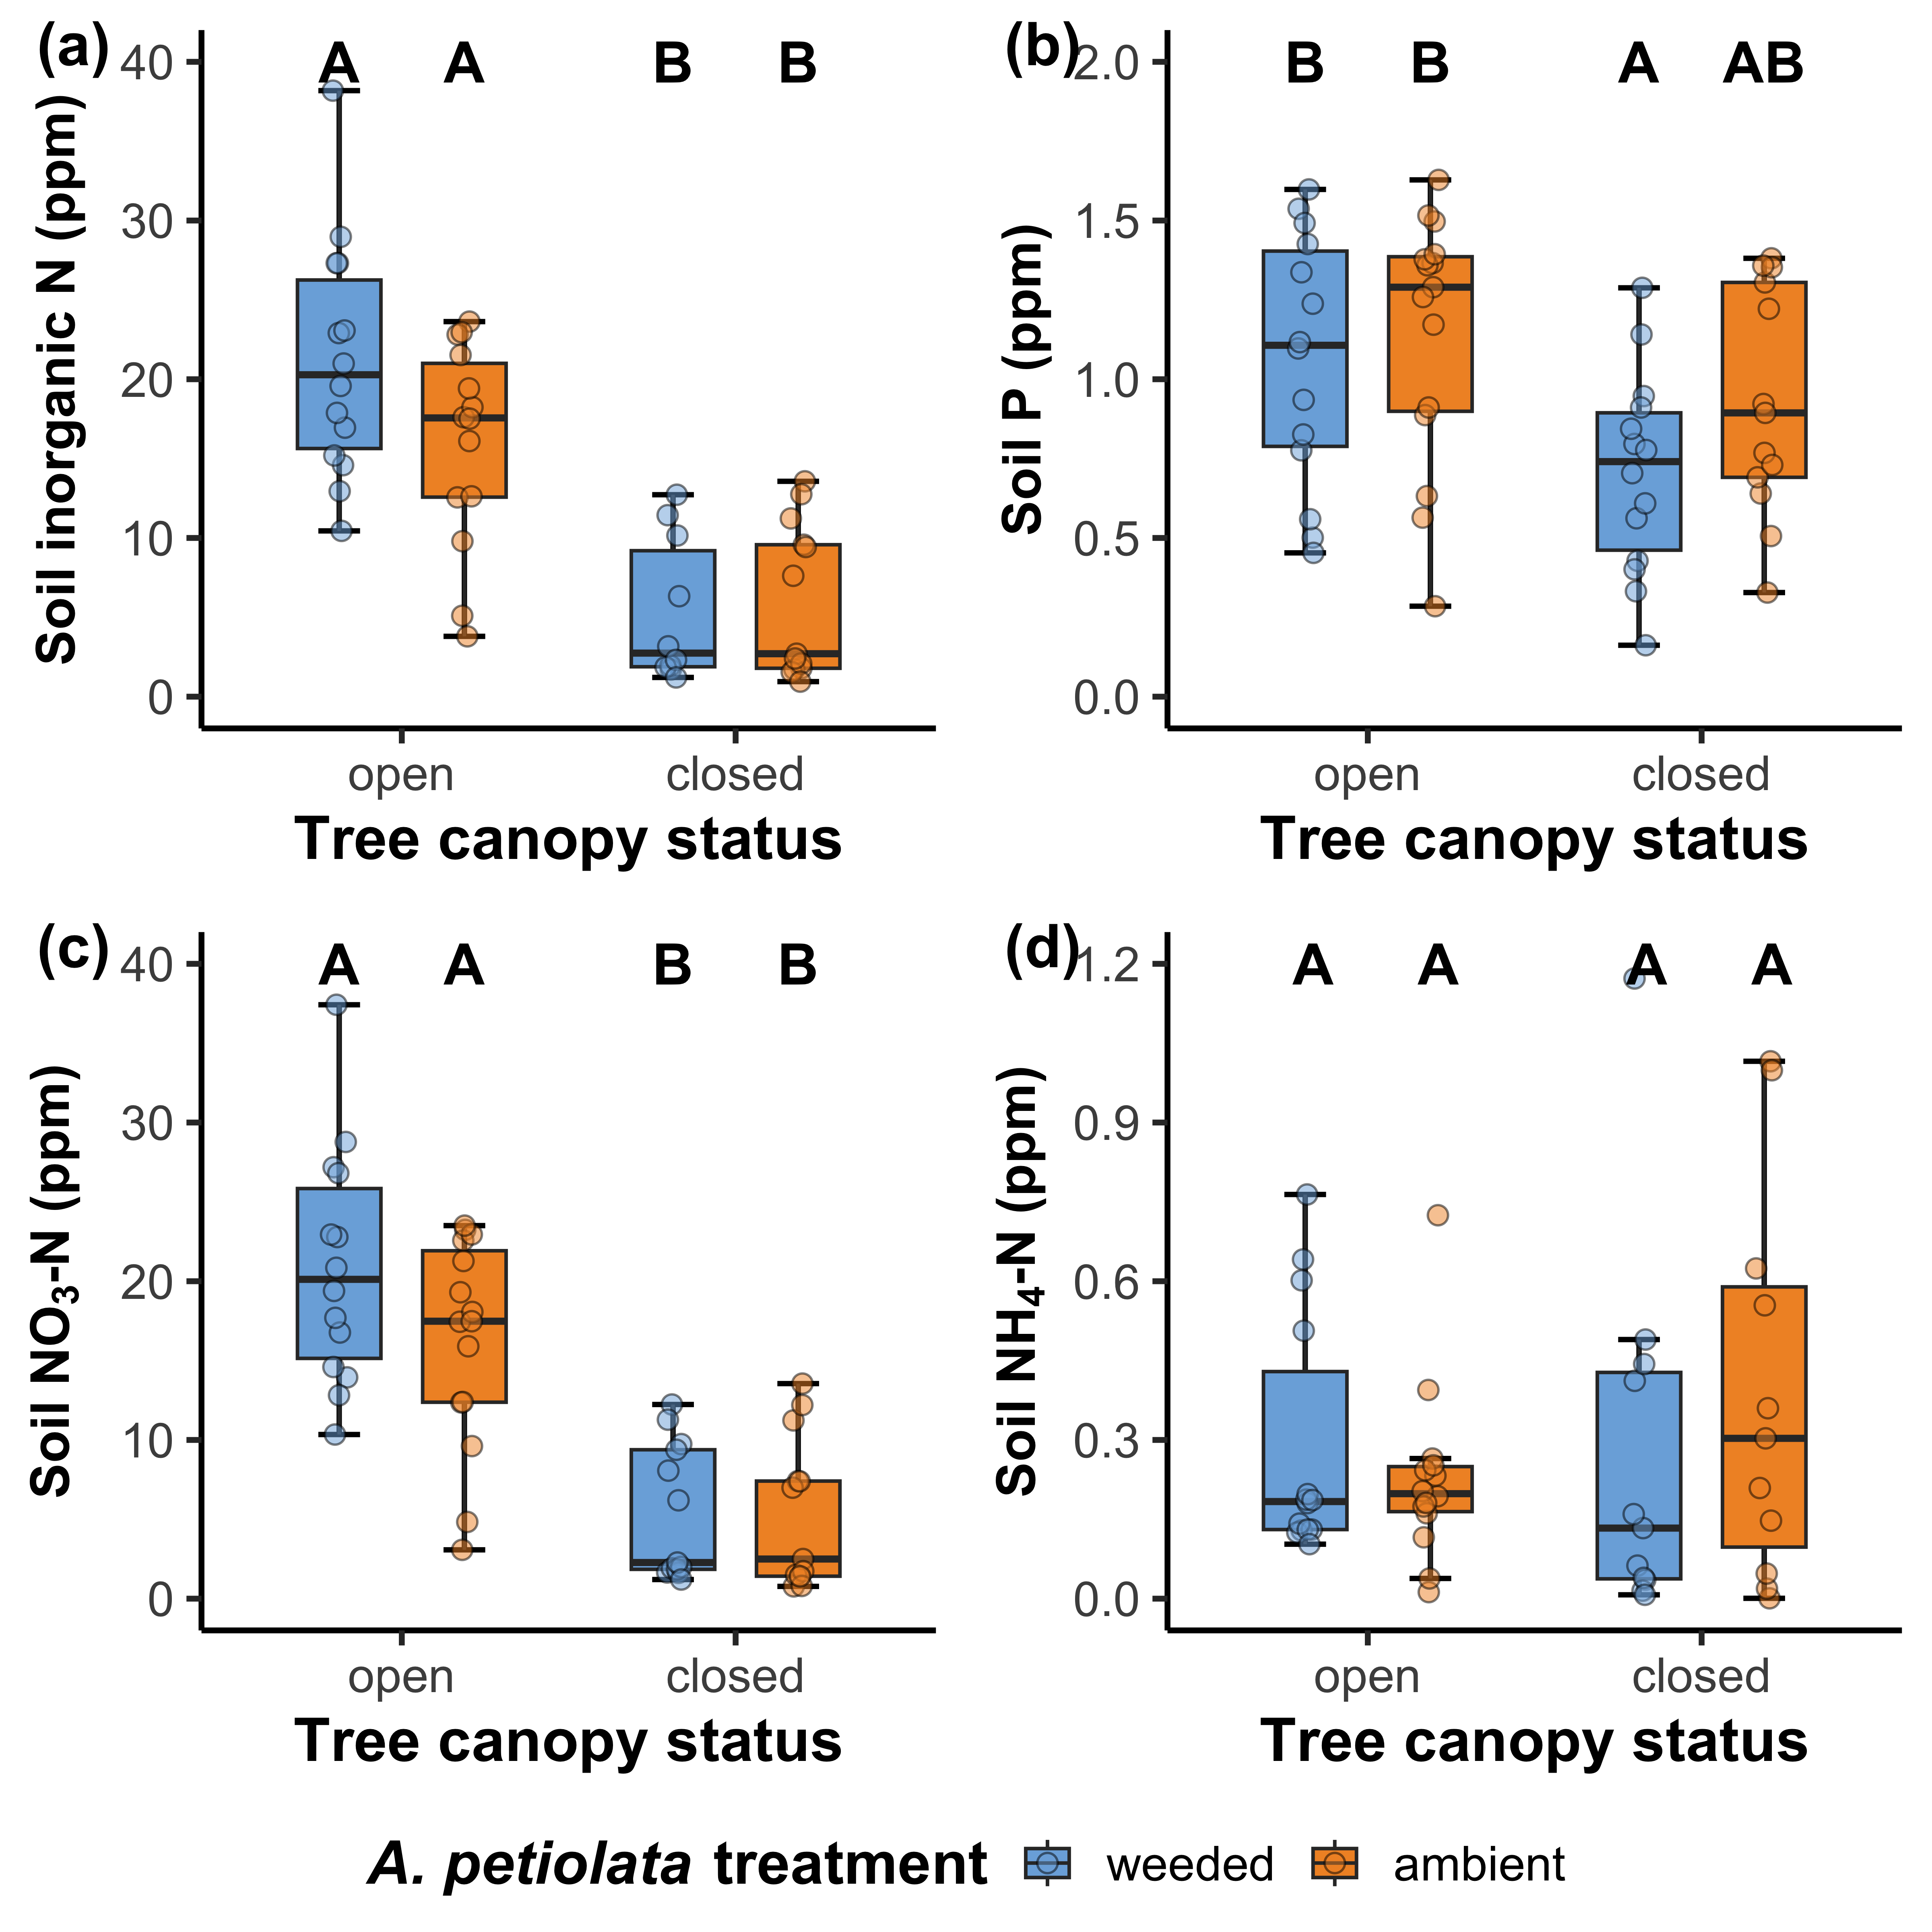 (a)
A A B B
40
30
20
10
0
Soil inorganic N (ppm)
open closed
Tree canopy status
(b)
B B A AB
2.0
1.5
1.0
0.5
0.0
Soil P (ppm)
open closed
Tree canopy status
(c)
A A B B
40
30
20
10
0
Soil NO₃-N (ppm)
open closed
Tree canopy status
(d)
A A A A
1.2
0.9
0.6
0.3
0.0
Soil NH₄-N (ppm)
open closed
Tree canopy status
A. petiolata treatment weeded ambient